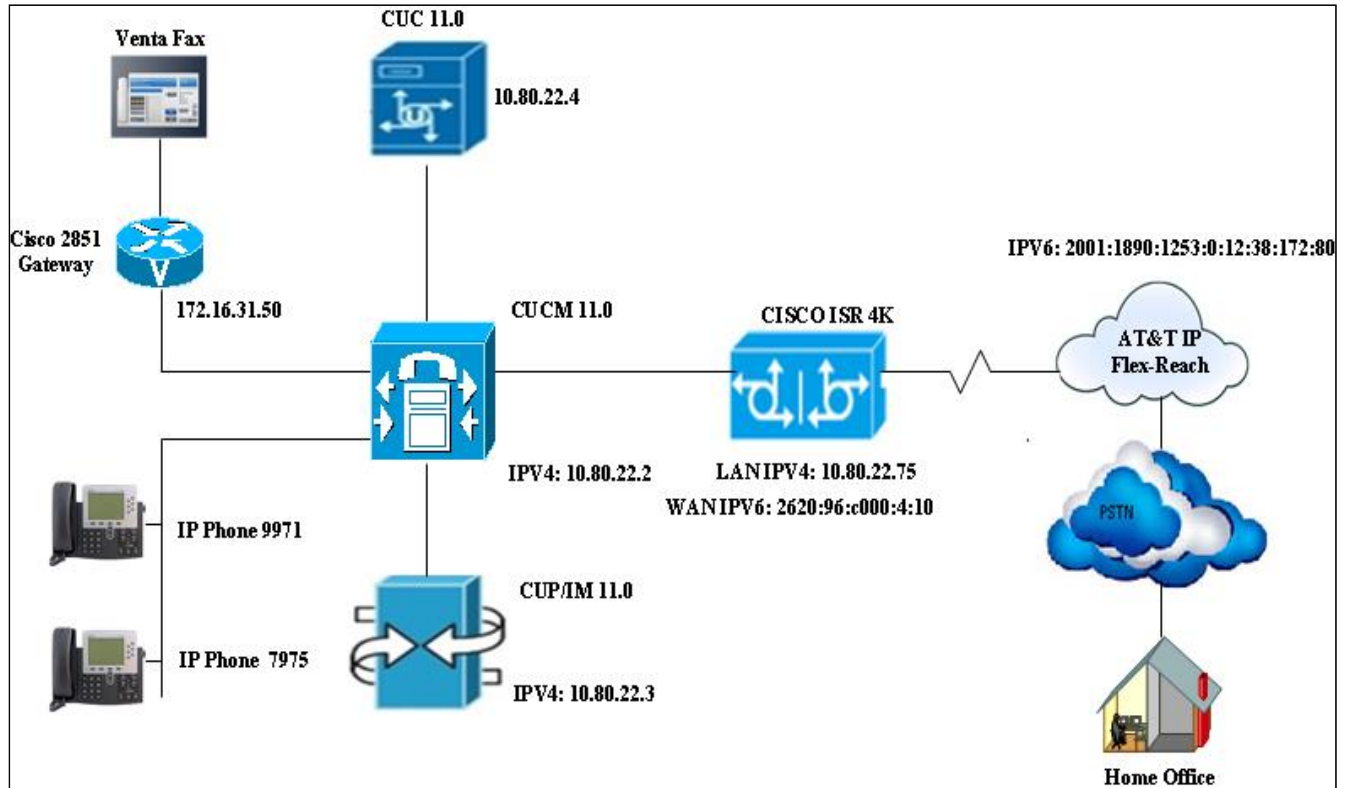 CUC 11.0
Venta Fax
10.80.22.4
Cisco 2851
Gateway
IPV6: 2001:1890:1253:0:12:38:172:80
172.16.31.50
CUCM 11.0
CISCO ISR 4K
AT&T IP
Flex-Reach
IPV4: 10.80.22.2
LAN IPV4: 10.80.22.75
WAN IPV6: 2620:96:c000:4:10
PSTN
IP Phone 9971
CUP/IM 11.0
IP Phone 7975
IPV4: 10.80.22.3
Home Office